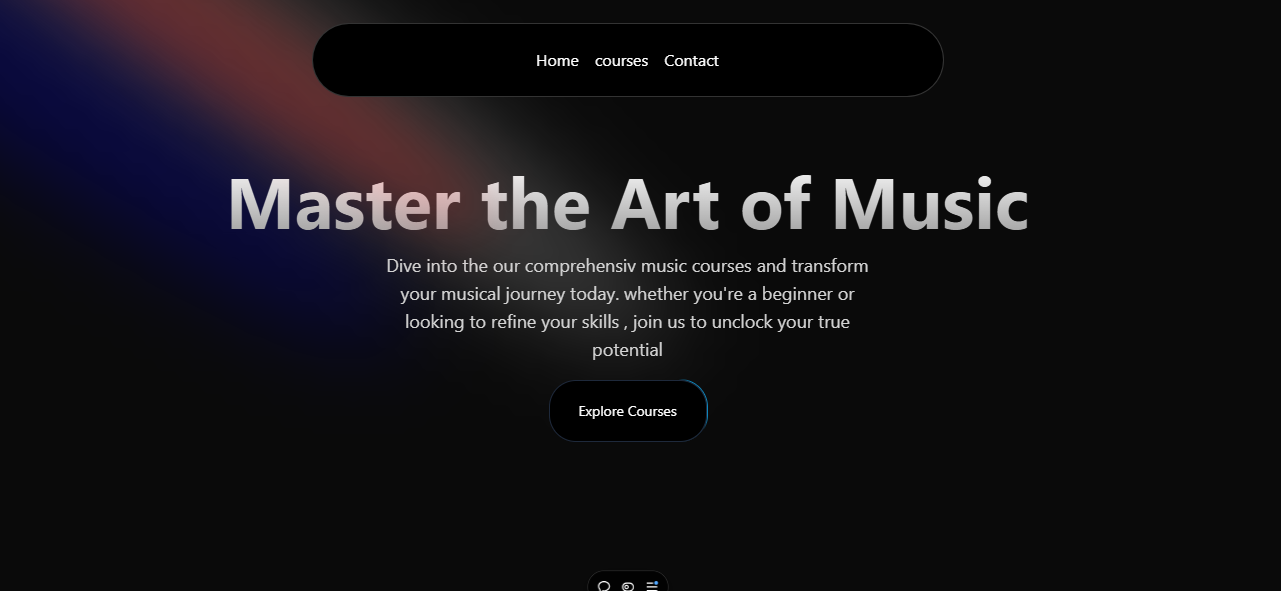 Home courses Contact
Master the Art of Music
Dive into the our comprehensiv music courses and transform
your musical journey today. whether you're a beginner or
looking to refine your skills , join us to unclock your true
potential
Explore Courses